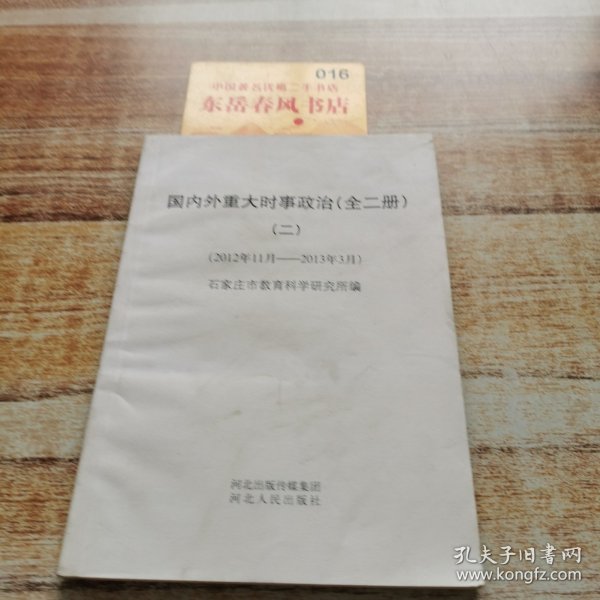 016
中国黄石优唯二手书店
东岳春风书店
国内外重大时事政治(全二册)
(二)
(2012年11月——2013年3月)
石家庄市教育科学研究所编
河北出版传媒集团
河北人民出版社
孔夫子旧书网
www.kongfz.com